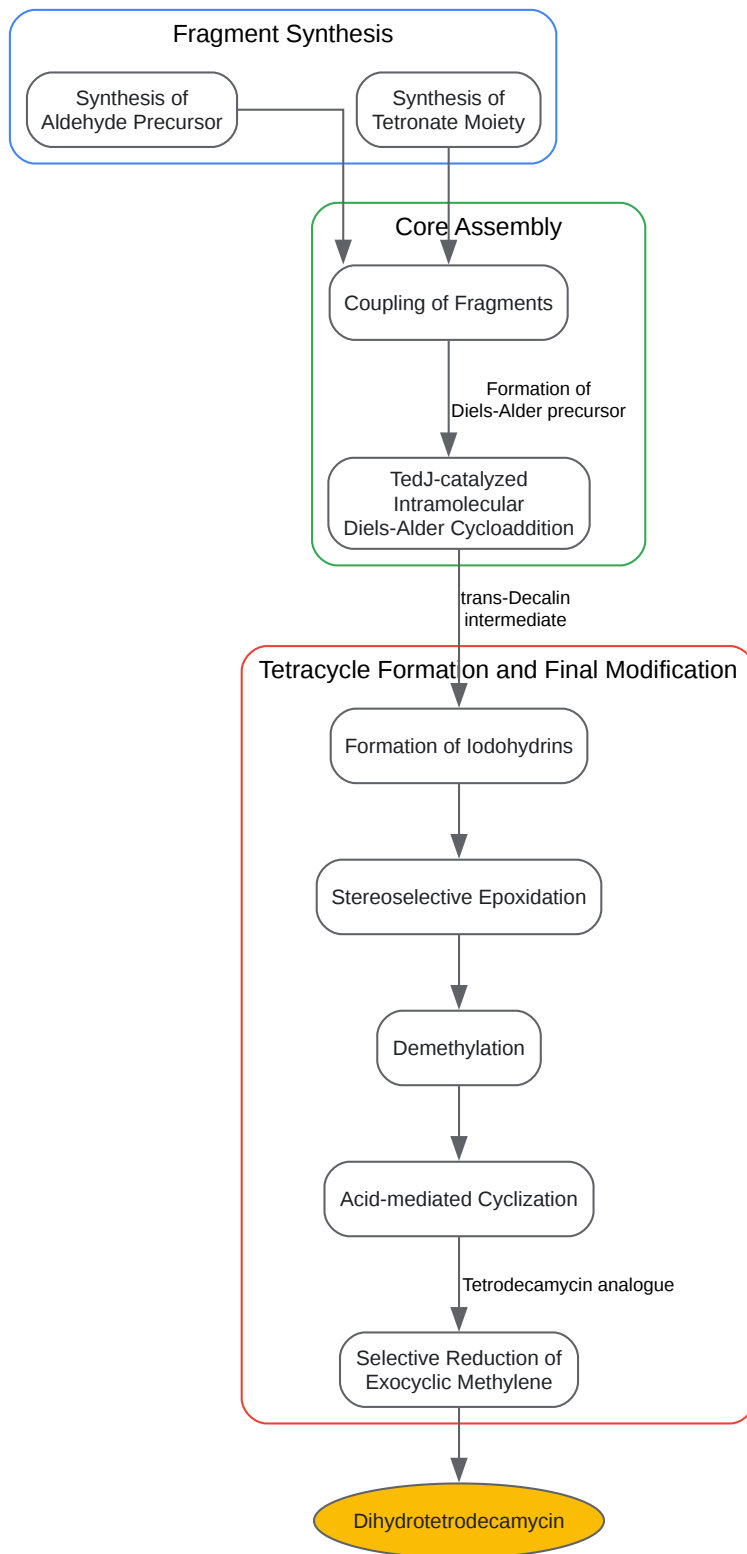 Fragment Synthesis
Synthesis of
Aldehyde Precursor
Synthesis of
Tetronate Moiety
Core Assembly
Coupling of Fragments
Formation of
Diels-Alder precursor
TedJ-catalyzed
Intramolecular
Diels-Alder Cycloaddition
trans-Decalin
intermediate
Tetracycle Formation and Final Modification
Formation of Iodohydrins
Stereoselective Epoxidation
Demethylation
Acid-mediated Cyclization
Tetrodecamycin analogue
Selective Reduction of
Exocyclic Methylene
Dihydrotetrodecamycin